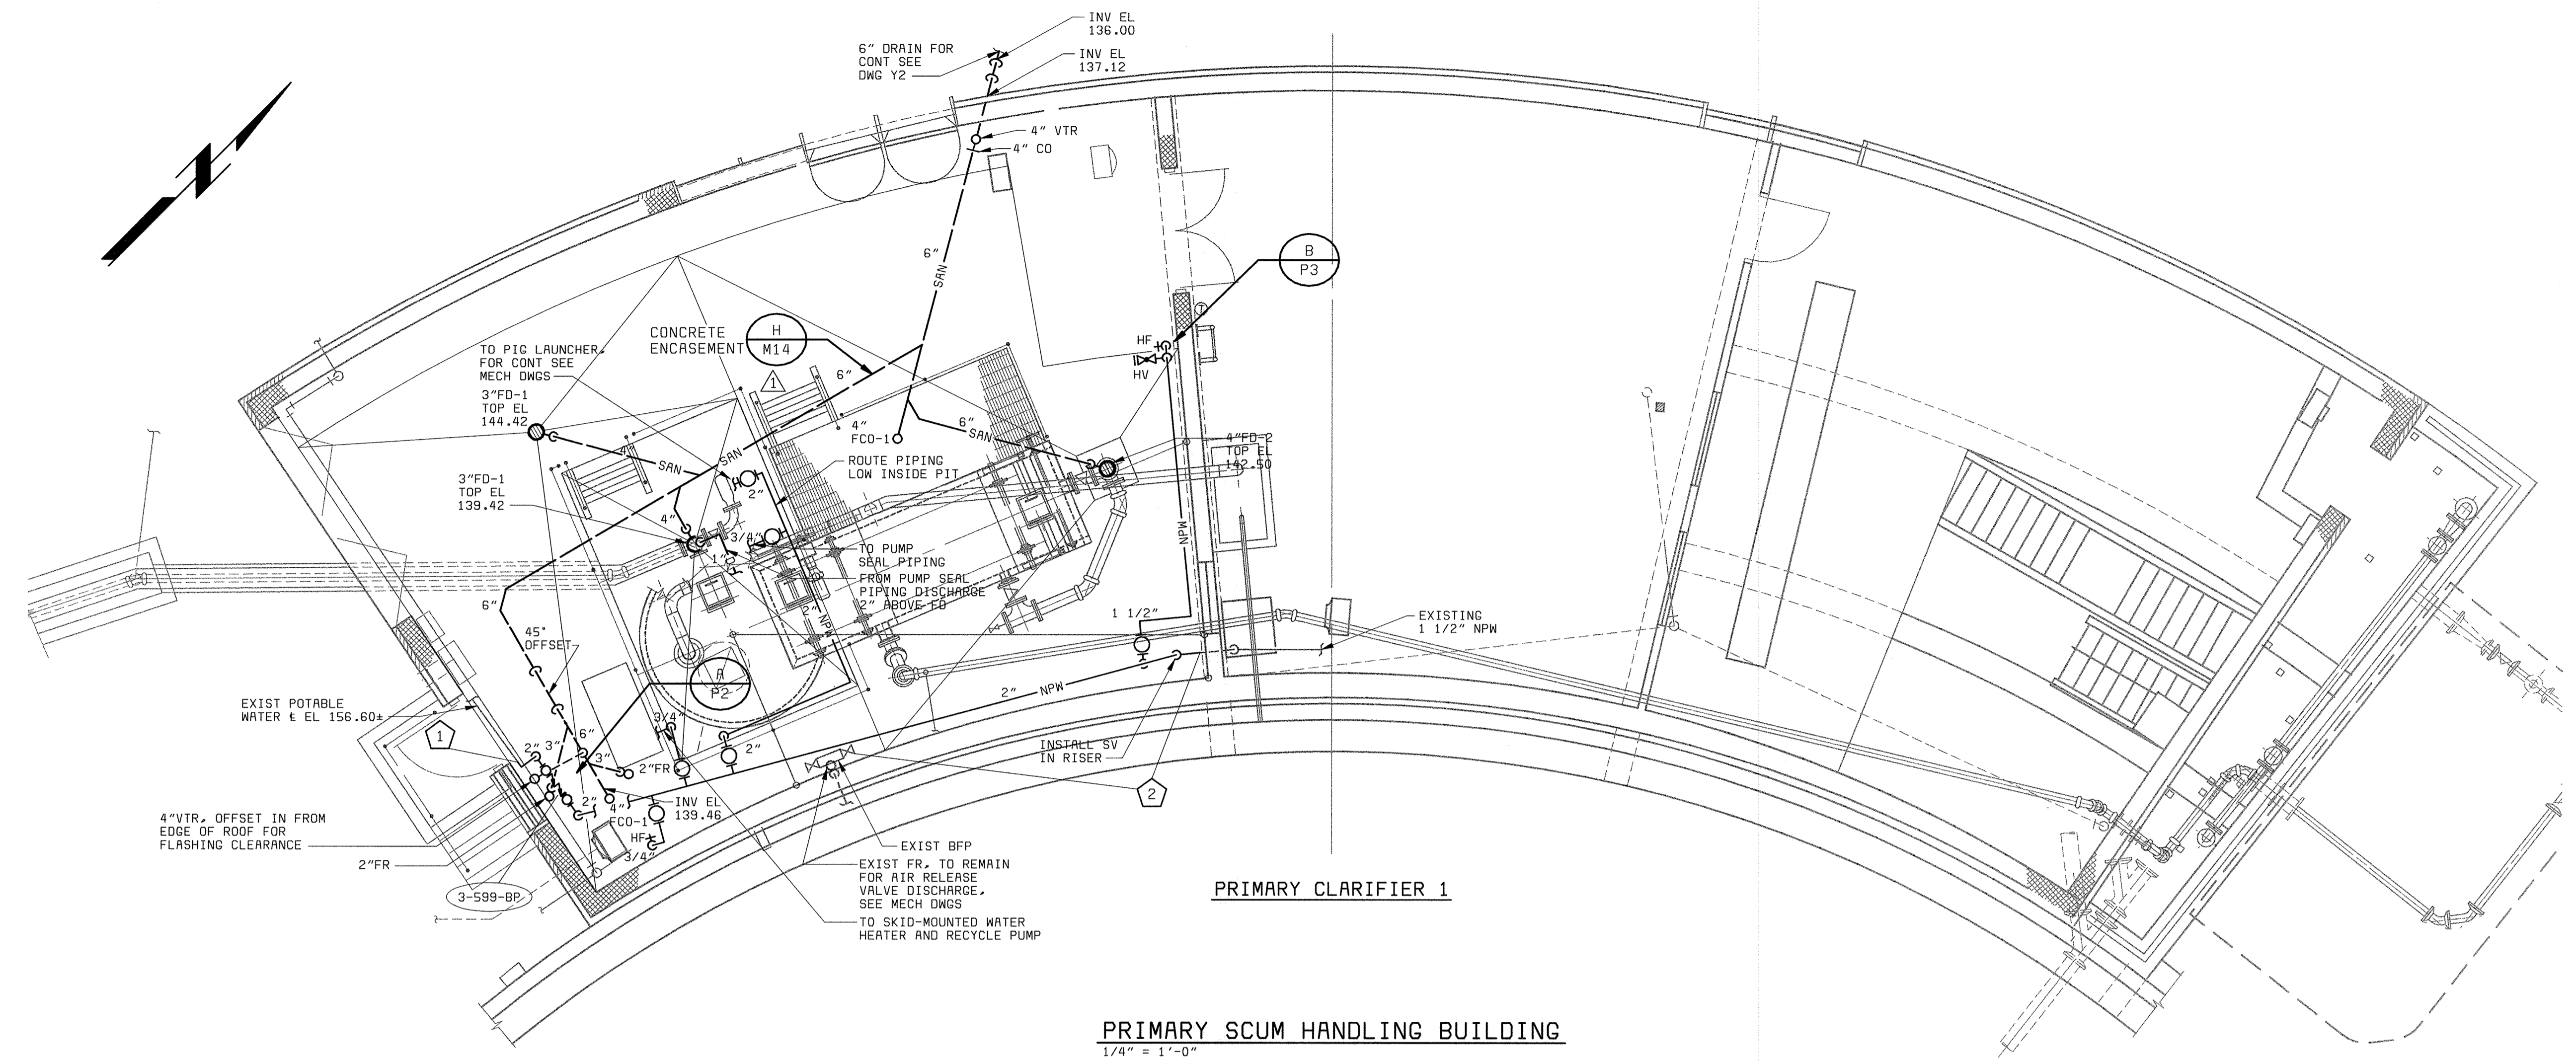 INV EL
136.00
6" DRAIN FOR
CONT SEE
DWG Y2
INV EL
137.12
4" VTR
4" CO
6"
SAN
B
P3
CONCRETE
ENCASEMENT
H
M14
1
TO PIG LAUNCHER,
FOR CONT SEE
MECH DWGS
HF
HV
T
6"
3"FD-1
TOP EL
144.42
4"
FCO-1
6"
SAN
4"FD-2
TOP EL
142.50
4"
SAN
SAN
ROUTE PIPING
LOW INSIDE PIT
3"FD-1
TOP EL
139.42
2"
4"
3/4"
1"
NPW
TO PUMP
SEAL PIPING
FROM PUMP SEAL
PIPING DISCHARGE
2" ABOVE FD
6"
2"
NPW
1 1/2"
EXISTING
1 1/2" NPW
45°
OFFSET
A
P2
2"
NPW
EXIST POTABLE
WATER ℄ EL 156.60±
1
3/4"
2"
3"
6"
3"
2"FR
2"
INSTALL SV
IN RISER
2
2"
4"
FCO-1
INV EL
139.46
HF
3/4"
4"VTR, OFFSET IN FROM
EDGE OF ROOF FOR
FLASHING CLEARANCE
2"FR
3-599-BP
EXIST BFP
EXIST FR, TO REMAIN
FOR AIR RELEASE
VALVE DISCHARGE,
SEE MECH DWGS
TO SKID-MOUNTED WATER
HEATER AND RECYCLE PUMP
PRIMARY CLARIFIER 1
PRIMARY SCUM HANDLING BUILDING
1/4" = 1'-0"